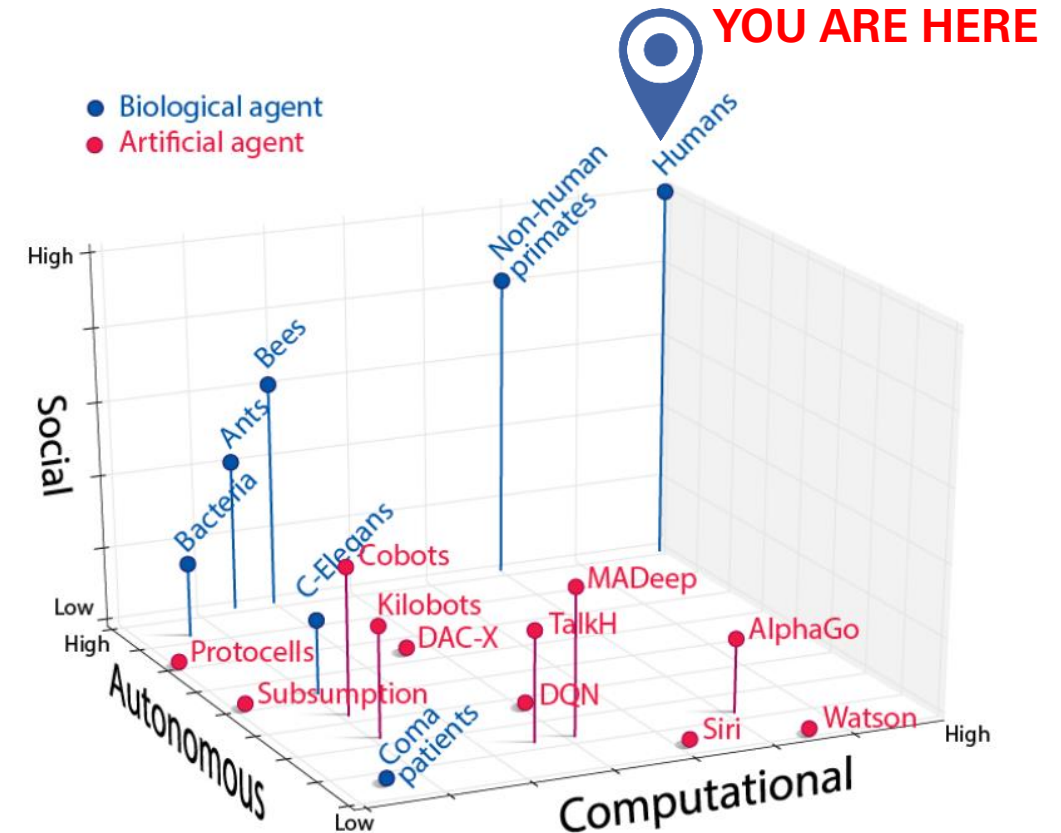 YOU ARE HERE
Biological agent
Artificial agent
Humans
Non-human
primates
High
Bees
Ants
Social
Bacteria
C-Elegans
Cobots
MADeep
Low
Kilobots
TalkH
AlphaGo
High
DAC-X
Protocells
Autonomous
Subsumption
DQN
Coma
patients
Siri
Watson
High
Computational
Low